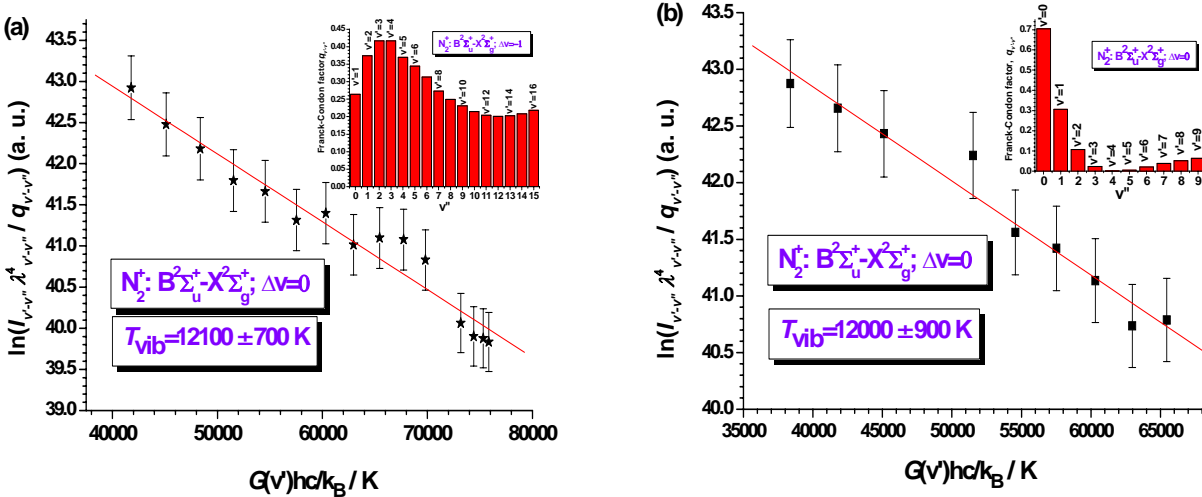 (a)
ln(I_v'-v'' λ^4_v'-v'' / q_v'-v'') (a. u.)
43.5
43.0
42.5
42.0
41.5
41.0
40.5
40.0
39.5
39.0
40000 50000 60000 70000 80000
G(v')hc/k_B / K
N₂⁺: B²Σᵤ⁺-X²Σg⁺; Δv=0
T_vib=12100 ±700 K
Franck-Condon factor, q_v'-v''
0.45
0.40
0.35
0.30
0.25
0.20
0.15
0.10
0.05
0.00
N₂⁺: B²Σᵤ⁺-X²Σg⁺; Δv=-1
v'=1
v'=2
v'=3
v'=4
v'=5
v'=6
v'=8
v'=10
v'=12
v'=14
v'=16
0 1 2 3 4 5 6 7 8 9 10 11 12 13 14 15
v''
(b)
ln(I_v'-v'' λ^4_v'-v'' / q_v'-v'') (a. u.)
43.5
43.0
42.5
42.0
41.5
41.0
40.5
40.0
35000 40000 45000 50000 55000 60000 65000
G(v')hc/k_B / K
N₂⁺: B²Σᵤ⁺-X²Σg⁺; Δv=0
T_vib=12000 ±900 K
Franck-Condon factor, q_v'-v''
0.7
0.6
0.5
0.4
0.3
0.2
0.1
0.0
N₂⁺: B²Σᵤ⁺-X²Σg⁺; Δv=0
v'=0
v'=1
v'=2
v'=3
v'=4
v'=5
v'=6
v'=7
v'=8
v'=9
0 1 2 3 4 5 6 7 8 9
v''